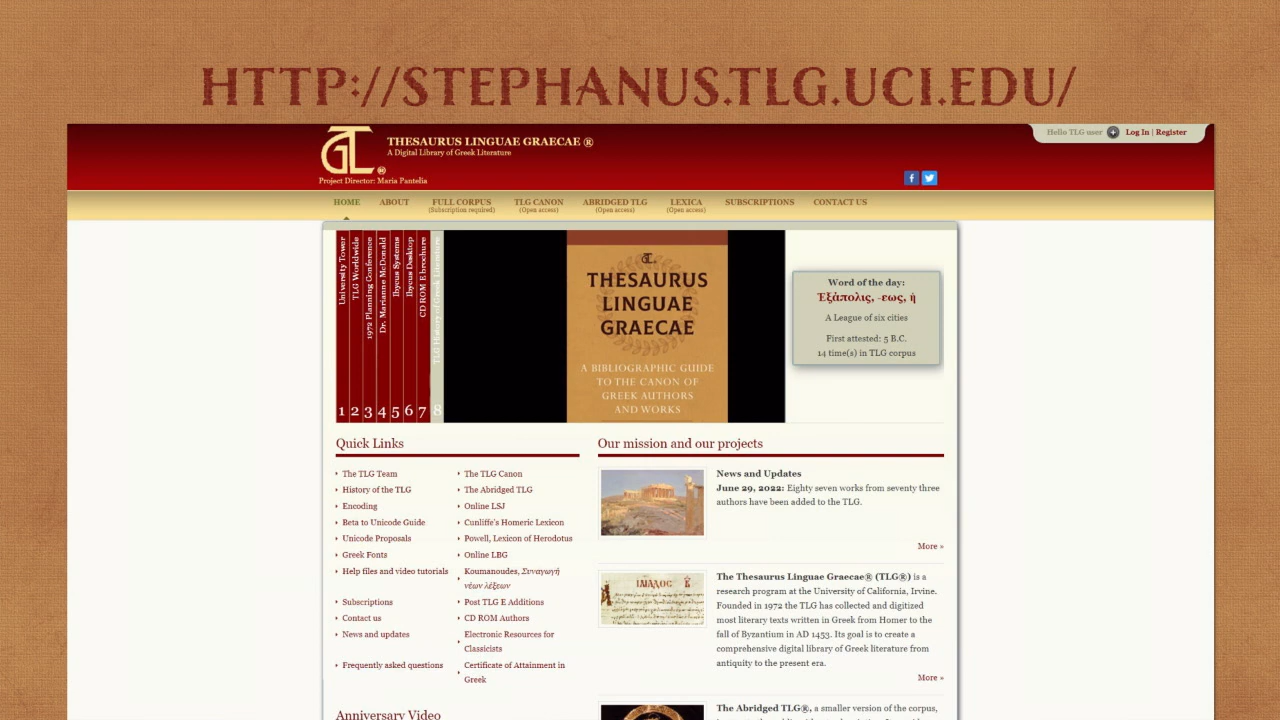 HTTP://STEPHANUS.TLG.UCI.EDU/
Hello TLG user + Log In | Register
THESAURUS LINGUAE GRAECAE ®
A Digital Library of Greek Literature
Project Director: Maria Pantelia
HOME ABOUT FULL CORPUS TLG CANON ABRIDGED TLG LEXICA SUBSCRIPTIONS CONTACT US
(Subscription required) (Open access) (Open access) (Open access)
University Tower
TLG Worldwide
1972 Planning Conference
Dr. Marianne McDonald
Ibycus Systems
Ibycus Desktop
CD ROM E brochure
TLG History of Greek Literature
1 2 3 4 5 6 7 8
THESAURUS
LINGUAE
GRAECAE
A BIBLIOGRAPHIC GUIDE
TO THE CANON OF
GREEK AUTHORS
AND WORKS
Word of the day:
Ἑξάπολις, -εως, ἡ
A League of six cities
First attested: 5 B.C.
14 time(s) in TLG corpus
Quick Links
The TLG Team
History of the TLG
Encoding
Beta to Unicode Guide
Unicode Proposals
Greek Fonts
Help files and video tutorials
Subscriptions
Contact us
News and updates
Frequently asked questions
The TLG Canon
The Abridged TLG
Online LSJ
Cunliffe's Homeric Lexicon
Powell, Lexicon of Herodotus
Online LBG
Koumanoudes, Συναγωγὴ
νέων λέξεων
Post TLG E Additions
CD ROM Authors
Electronic Resources for
Classicists
Certificate of Attainment in
Greek
Anniversary Video
Our mission and our projects
News and Updates
June 29, 2022: Eighty seven works from seventy three
authors have been added to the TLG.
More »
The Thesaurus Linguae Graecae® (TLG®) is a
research program at the University of California, Irvine.
Founded in 1972 the TLG has collected and digitized
most literary texts written in Greek from Homer to the
fall of Byzantium in AD 1453. Its goal is to create a
comprehensive digital library of Greek literature from
antiquity to the present era.
More »
The Abridged TLG®, a smaller version of the corpus,